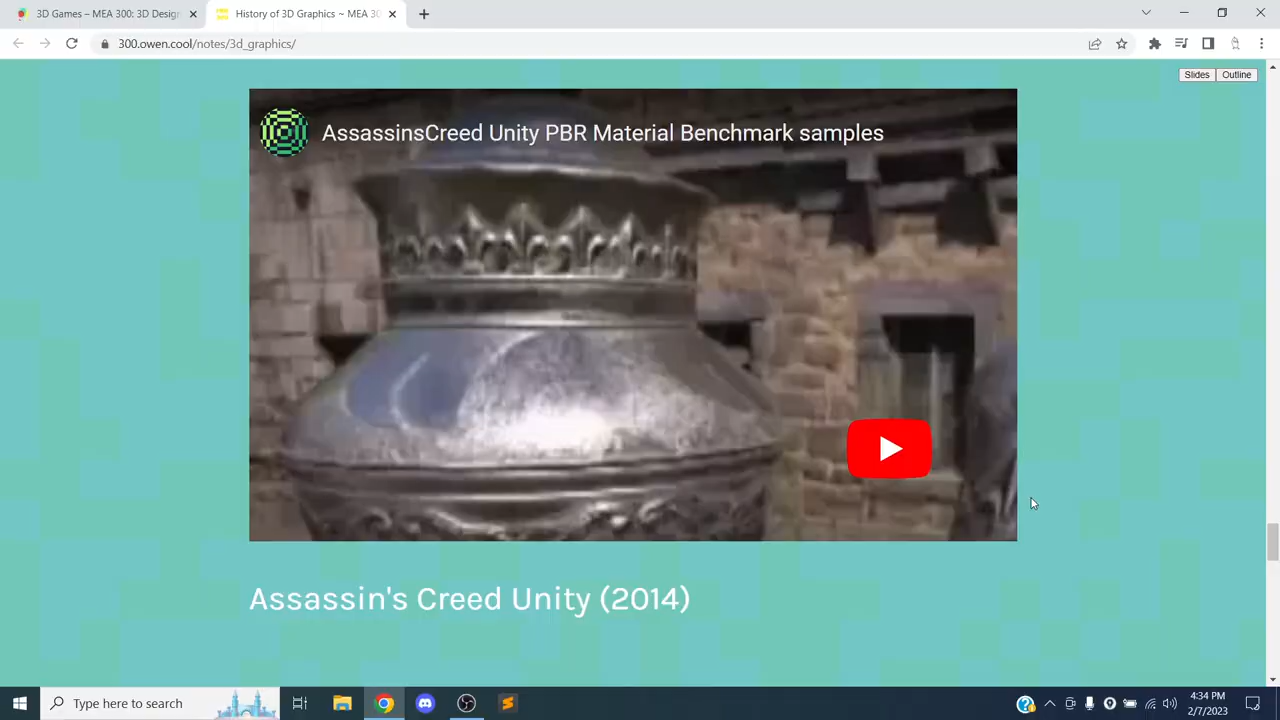 3D Games – MEA 300: 3D Desig
History of 3D Graphics ~ MEA 30
300.owen.cool/notes/3d_graphics/
Slides
Outline
AssassinsCreed Unity PBR Material Benchmark samples
Assassin's Creed Unity (2014)
Type here to search
4:34 PM
2/7/2023